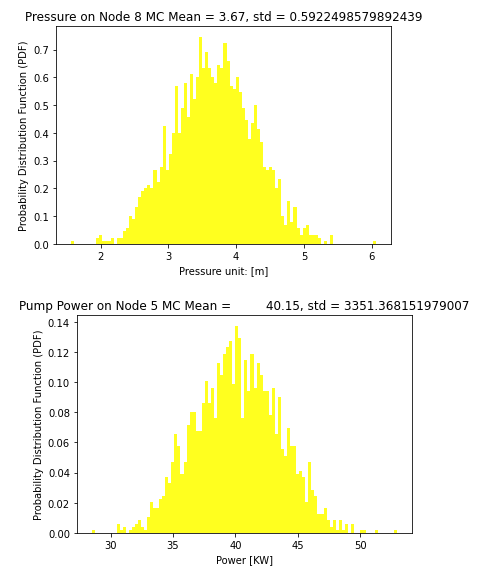 Pressure on Node 8 MC Mean = 3.67, std = 0.5922498579892439
0.7
0.6
0.5
0.4
0.3
0.2
0.1
0.0
Probability Distribution Function (PDF)
2 3 4 5 6
Pressure unit: [m]
Pump Power on Node 5 MC Mean = 40.15, std = 3351.368151979007
0.14
0.12
0.10
0.08
0.06
0.04
0.02
0.00
Probability Distribution Function (PDF)
30 35 40 45 50
Power [KW]